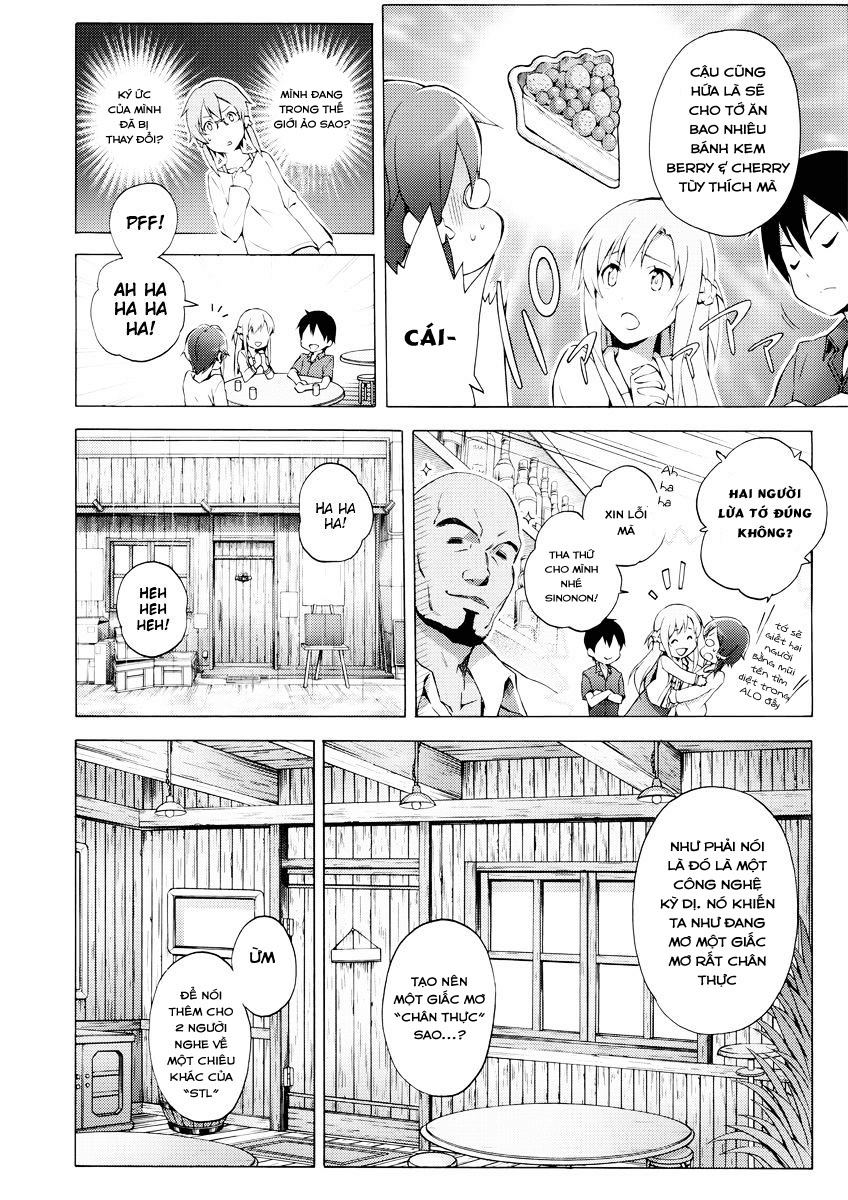 CẬU CŨNG
HỨA LÀ SẼ
CHO TỚ ĂN
BAO NHIÊU
BÁNH KEM
BERRY & CHERRY
TÙY THÍCH MÀ
CÁI-
MÌNH ĐANG
TRONG THẾ
GIỚI ẢO SAO?
KÝ ỨC
CỦA MÌNH
ĐÃ BỊ
THAY ĐỔI?
PFF!
AH HA
HA HA
HA!
HAI NGƯỜI
LỪA TỚ ĐÚNG
KHÔNG?
Ah
ha
ha
XIN LỖI
MÀ
THA THỨ
CHO MÌNH
NHÉ
SINONON!
tớ sẽ
giết hai
người
bằng mũi
tên tìm
diệt trong
ALO đấy
HA HA
HA!
HEH
HEH
HEH!
NHƯ PHẢI NÓI
LÀ ĐÓ LÀ MỘT
CÔNG NGHỆ
KỲ DỊ. NÓ KHIẾN
TA NHƯ ĐANG
MƠ MỘT GIẤC
MƠ RẤT CHÂN
THỰC
TẠO NÊN
MỘT GIẤC MƠ
"CHÂN THỰC"
SAO...?
ỪM
ĐỂ NÓI
THÊM CHO
2 NGƯỜI
NGHE VỀ
MỘT CHIÊU
KHÁC CỦA
"STL"